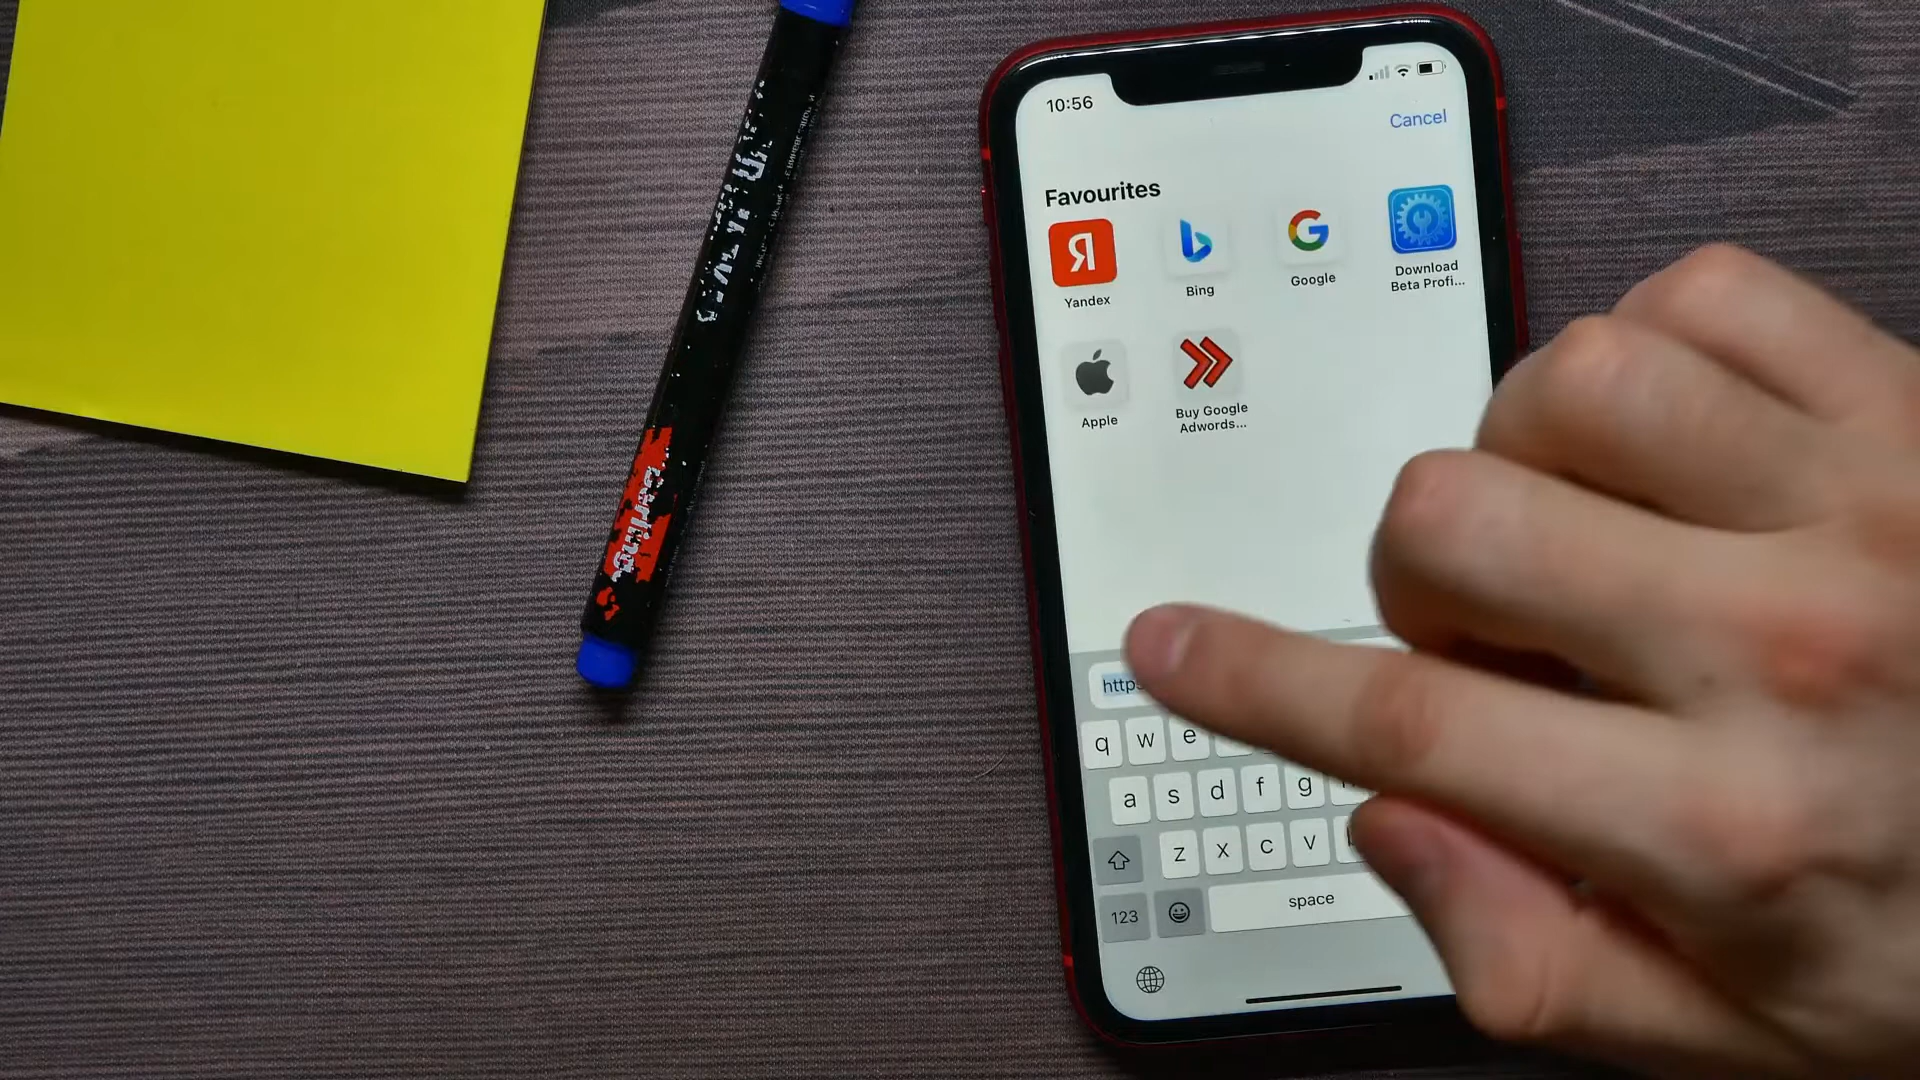 10:56
Cancel
Favourites
Я
G
Yandex
Bing
Google
Download
Beta Profi...
Apple
Buy Google
Adwords...
http
q w e
a s d f g
z x c v
123
space